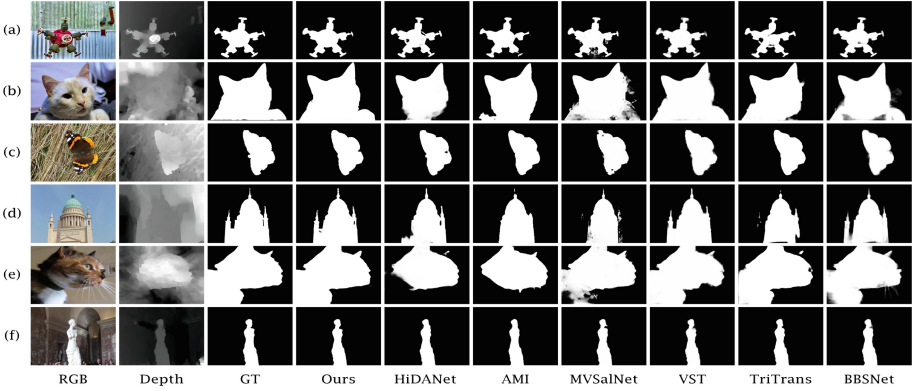 (a)
(b)
(c)
(d)
(e)
(f)
RGB Depth GT Ours HiDANet AMI MVSalNet VST TriTrans BBSNet